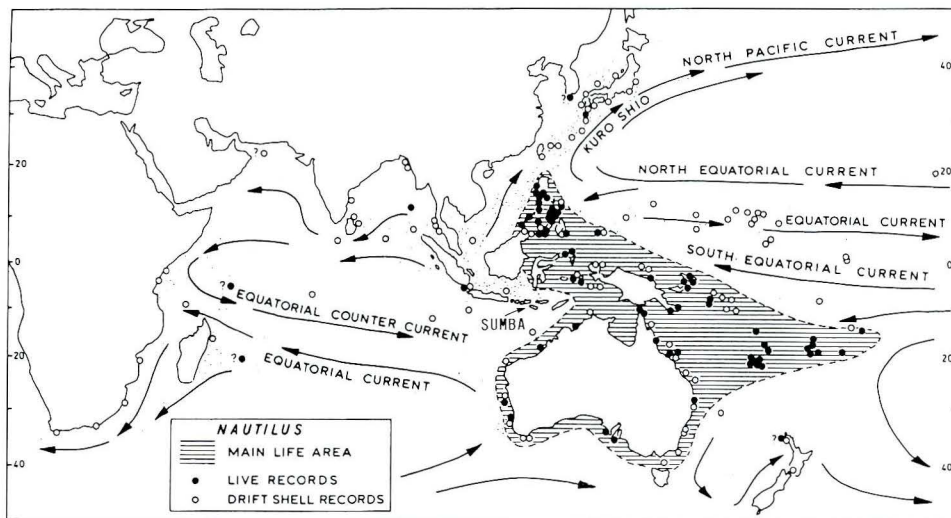 NORTH PACIFIC CURRENT
40
KURO SHIO
?
?
20
NORTH EQUATORIAL CURRENT
20
EQUATORIAL CURRENT
0
SOUTH EQUATORIAL CURRENT
0
?
EQUATORIAL COUNTER CURRENT
SUMBA
20
?
EQUATORIAL CURRENT
20
NAUTILUS
MAIN LIFE AREA
LIVE RECORDS
DRIFT SHELL RECORDS
?
40
40